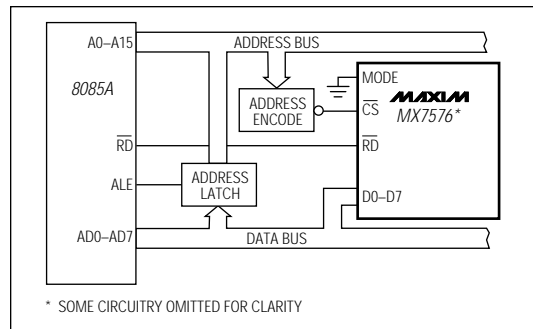 A0–A15
ADDRESS BUS
8085A
MODE
ADDRESS
ENCODE
CS
MAXIM
MX7576*
RD
RD
ALE
ADDRESS
LATCH
D0–D7
AD0–AD7
DATA BUS
* SOME CIRCUITRY OMITTED FOR CLARITY